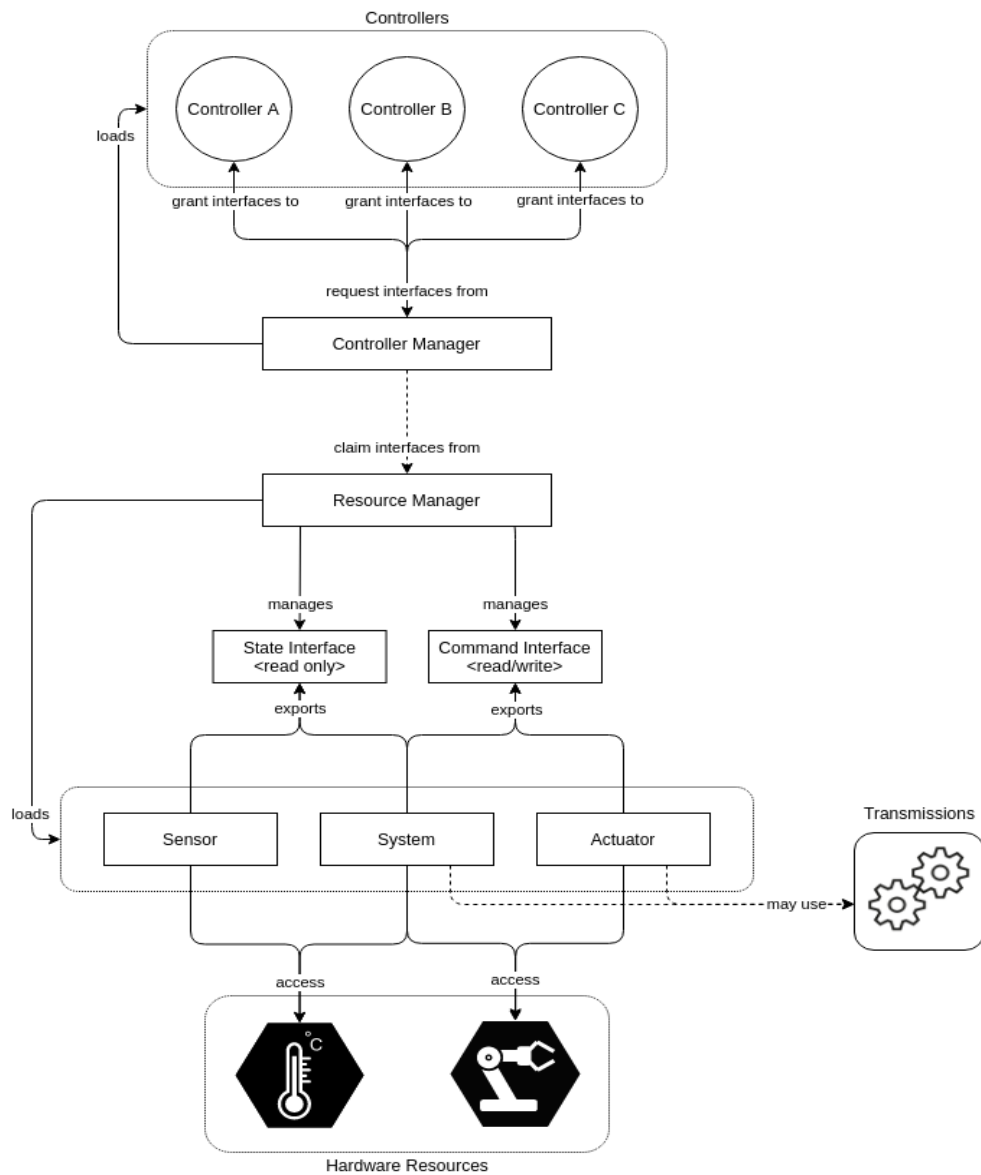 Controllers
Controller A
Controller B
Controller C
loads
grant interfaces to
grant interfaces to
grant interfaces to
request interfaces from
Controller Manager
claim interfaces from
Resource Manager
manages
manages
State Interface
<read only>
Command Interface
<read/write>
exports
exports
loads
Sensor
System
Actuator
Transmissions
may use
access
access
°C
Hardware Resources